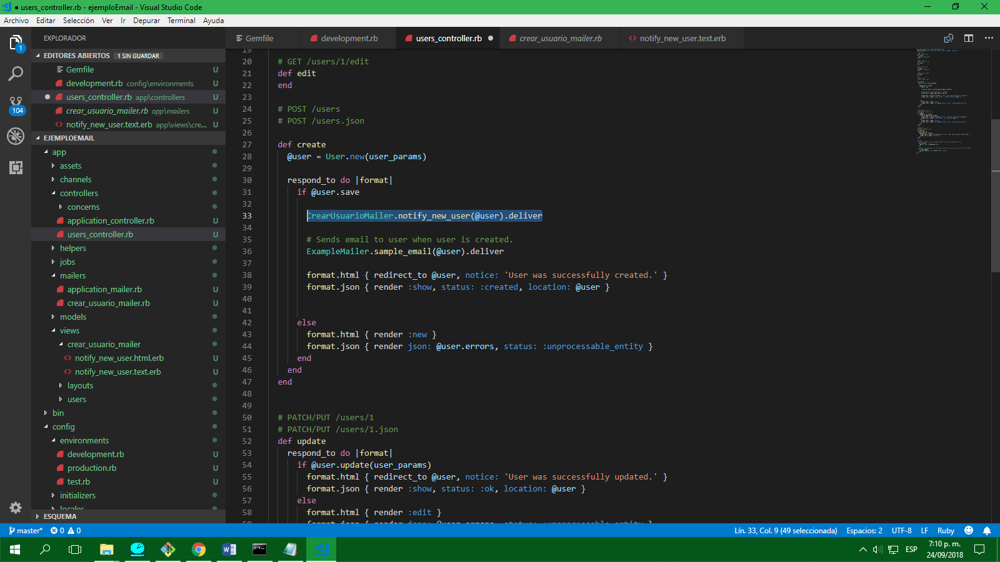 ● users_controller.rb - ejemploEmail - Visual Studio Code
Archivo Editar Selección Ver Ir Depurar Terminal Ayuda
EXPLORADOR
EDITORES ABIERTOS 1 SIN GUARDAR
Gemfile U
development.rb config\environments U
users_controller.rb app\controllers U
crear_usuario_mailer.rb app\mailers U
notify_new_user.text.erb app\views\cre... U
EJEMPLOEMAIL
app
assets
channels
controllers
concerns
application_controller.rb U
users_controller.rb U
helpers
jobs
mailers
application_mailer.rb U
crear_usuario_mailer.rb U
models
views
crear_usuario_mailer
notify_new_user.html.erb U
notify_new_user.text.erb U
layouts
users
bin
config
environments
development.rb U
production.rb U
test.rb U
initializers
locales
ESQUEMA
1
104
Gemfile development.rb users_controller.rb crear_usuario_mailer.rb notify_new_user.text.erb
19
20 # GET /users/1/edit
21 def edit
22 end
23
24 # POST /users
25 # POST /users.json
26
27 def create
28 @user = User.new(user_params)
29
30 respond_to do |format|
31 if @user.save
32
33 CrearUsuarioMailer.notify_new_user(@user).deliver
34
35 # Sends email to user when user is created.
36 ExampleMailer.sample_email(@user).deliver
37
38 format.html { redirect_to @user, notice: 'User was successfully created.' }
39 format.json { render :show, status: :created, location: @user }
40
41
42 else
43 format.html { render :new }
44 format.json { render json: @user.errors, status: :unprocessable_entity }
45 end
46 end
47 end
48
49
50 # PATCH/PUT /users/1
51 # PATCH/PUT /users/1.json
52 def update
53 respond_to do |format|
54 if @user.update(user_params)
55 format.html { redirect_to @user, notice: 'User was successfully updated.' }
56 format.json { render :show, status: :ok, location: @user }
57 else
58 format.html { render :edit }
59 format.json { render json: @user.errors, status: :unprocessable_entity }
master* 0 0 Lín. 33, Col. 9 (49 seleccionada) Espacios: 2 UTF-8 LF Ruby
ESP 7:10 p. m.
24/09/2018